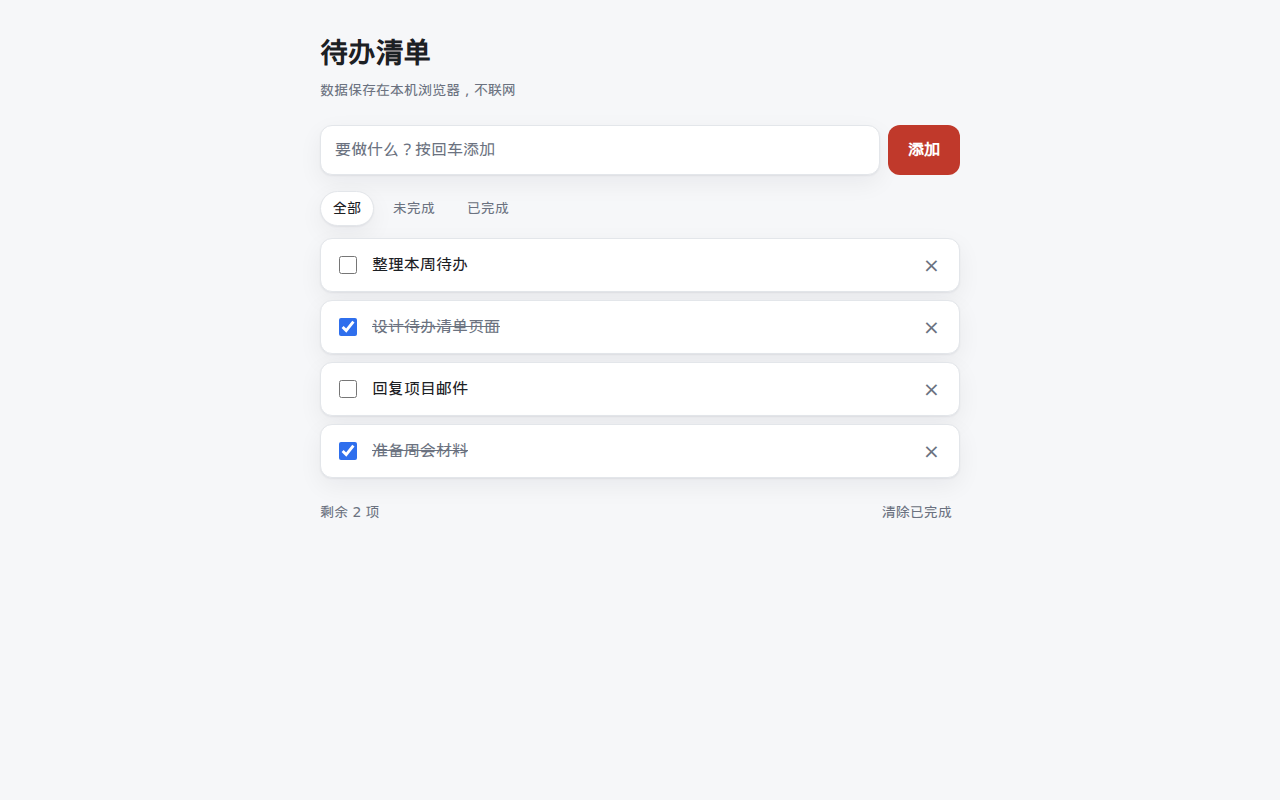 待办清单
数据保存在本机浏览器，不联网
要做什么？按回车添加
添加
全部 未完成 已完成
整理本周待办 ×
设计待办清单页面 ×
回复项目邮件 ×
准备周会材料 ×
剩余 2 项 清除已完成